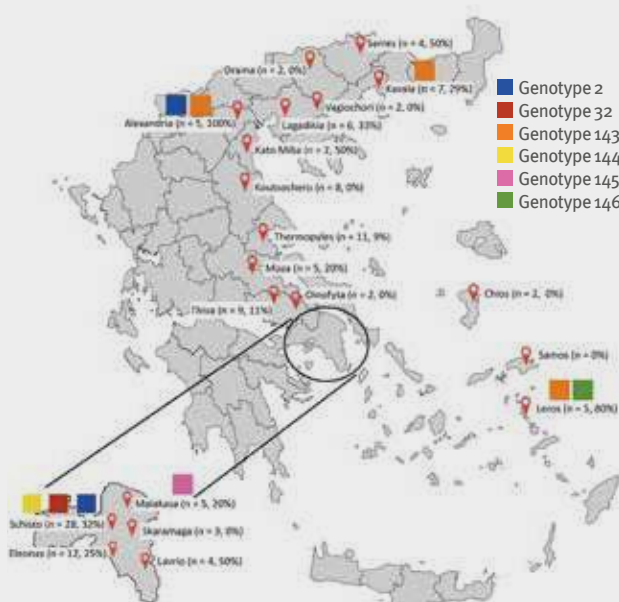 Serres (n = 4, 50%)
Drama (n = 2, 0%)
Kavala (n = 7, 29%)
Genotype 2
Genotype 32
Genotype 143
Genotype 144
Genotype 145
Genotype 146
Vagiochori (n = 2, 0%)
Alexandria (n = 5, 100%)
Lagadikia (n = 6, 33%)
Kato Milia (n = 2, 50%)
Koutsochero (n = 8, 0%)
Thermopyles (n = 11, 9%)
(n = 5, 20%)
Oinofyta (n = 2, 0%)
Thiva (n = 9, 11%)
Chios (n = 2, 0%)
Samos (n = 0%)
Leros (n = 5, 80%)
Malakasa (n = 5, 20%)
Schisto (n = 28, 32%)
Skaramaga (n = 3, 0%)
Eleonas (n = 12, 25%)
Lavrio (n = 4, 50%)